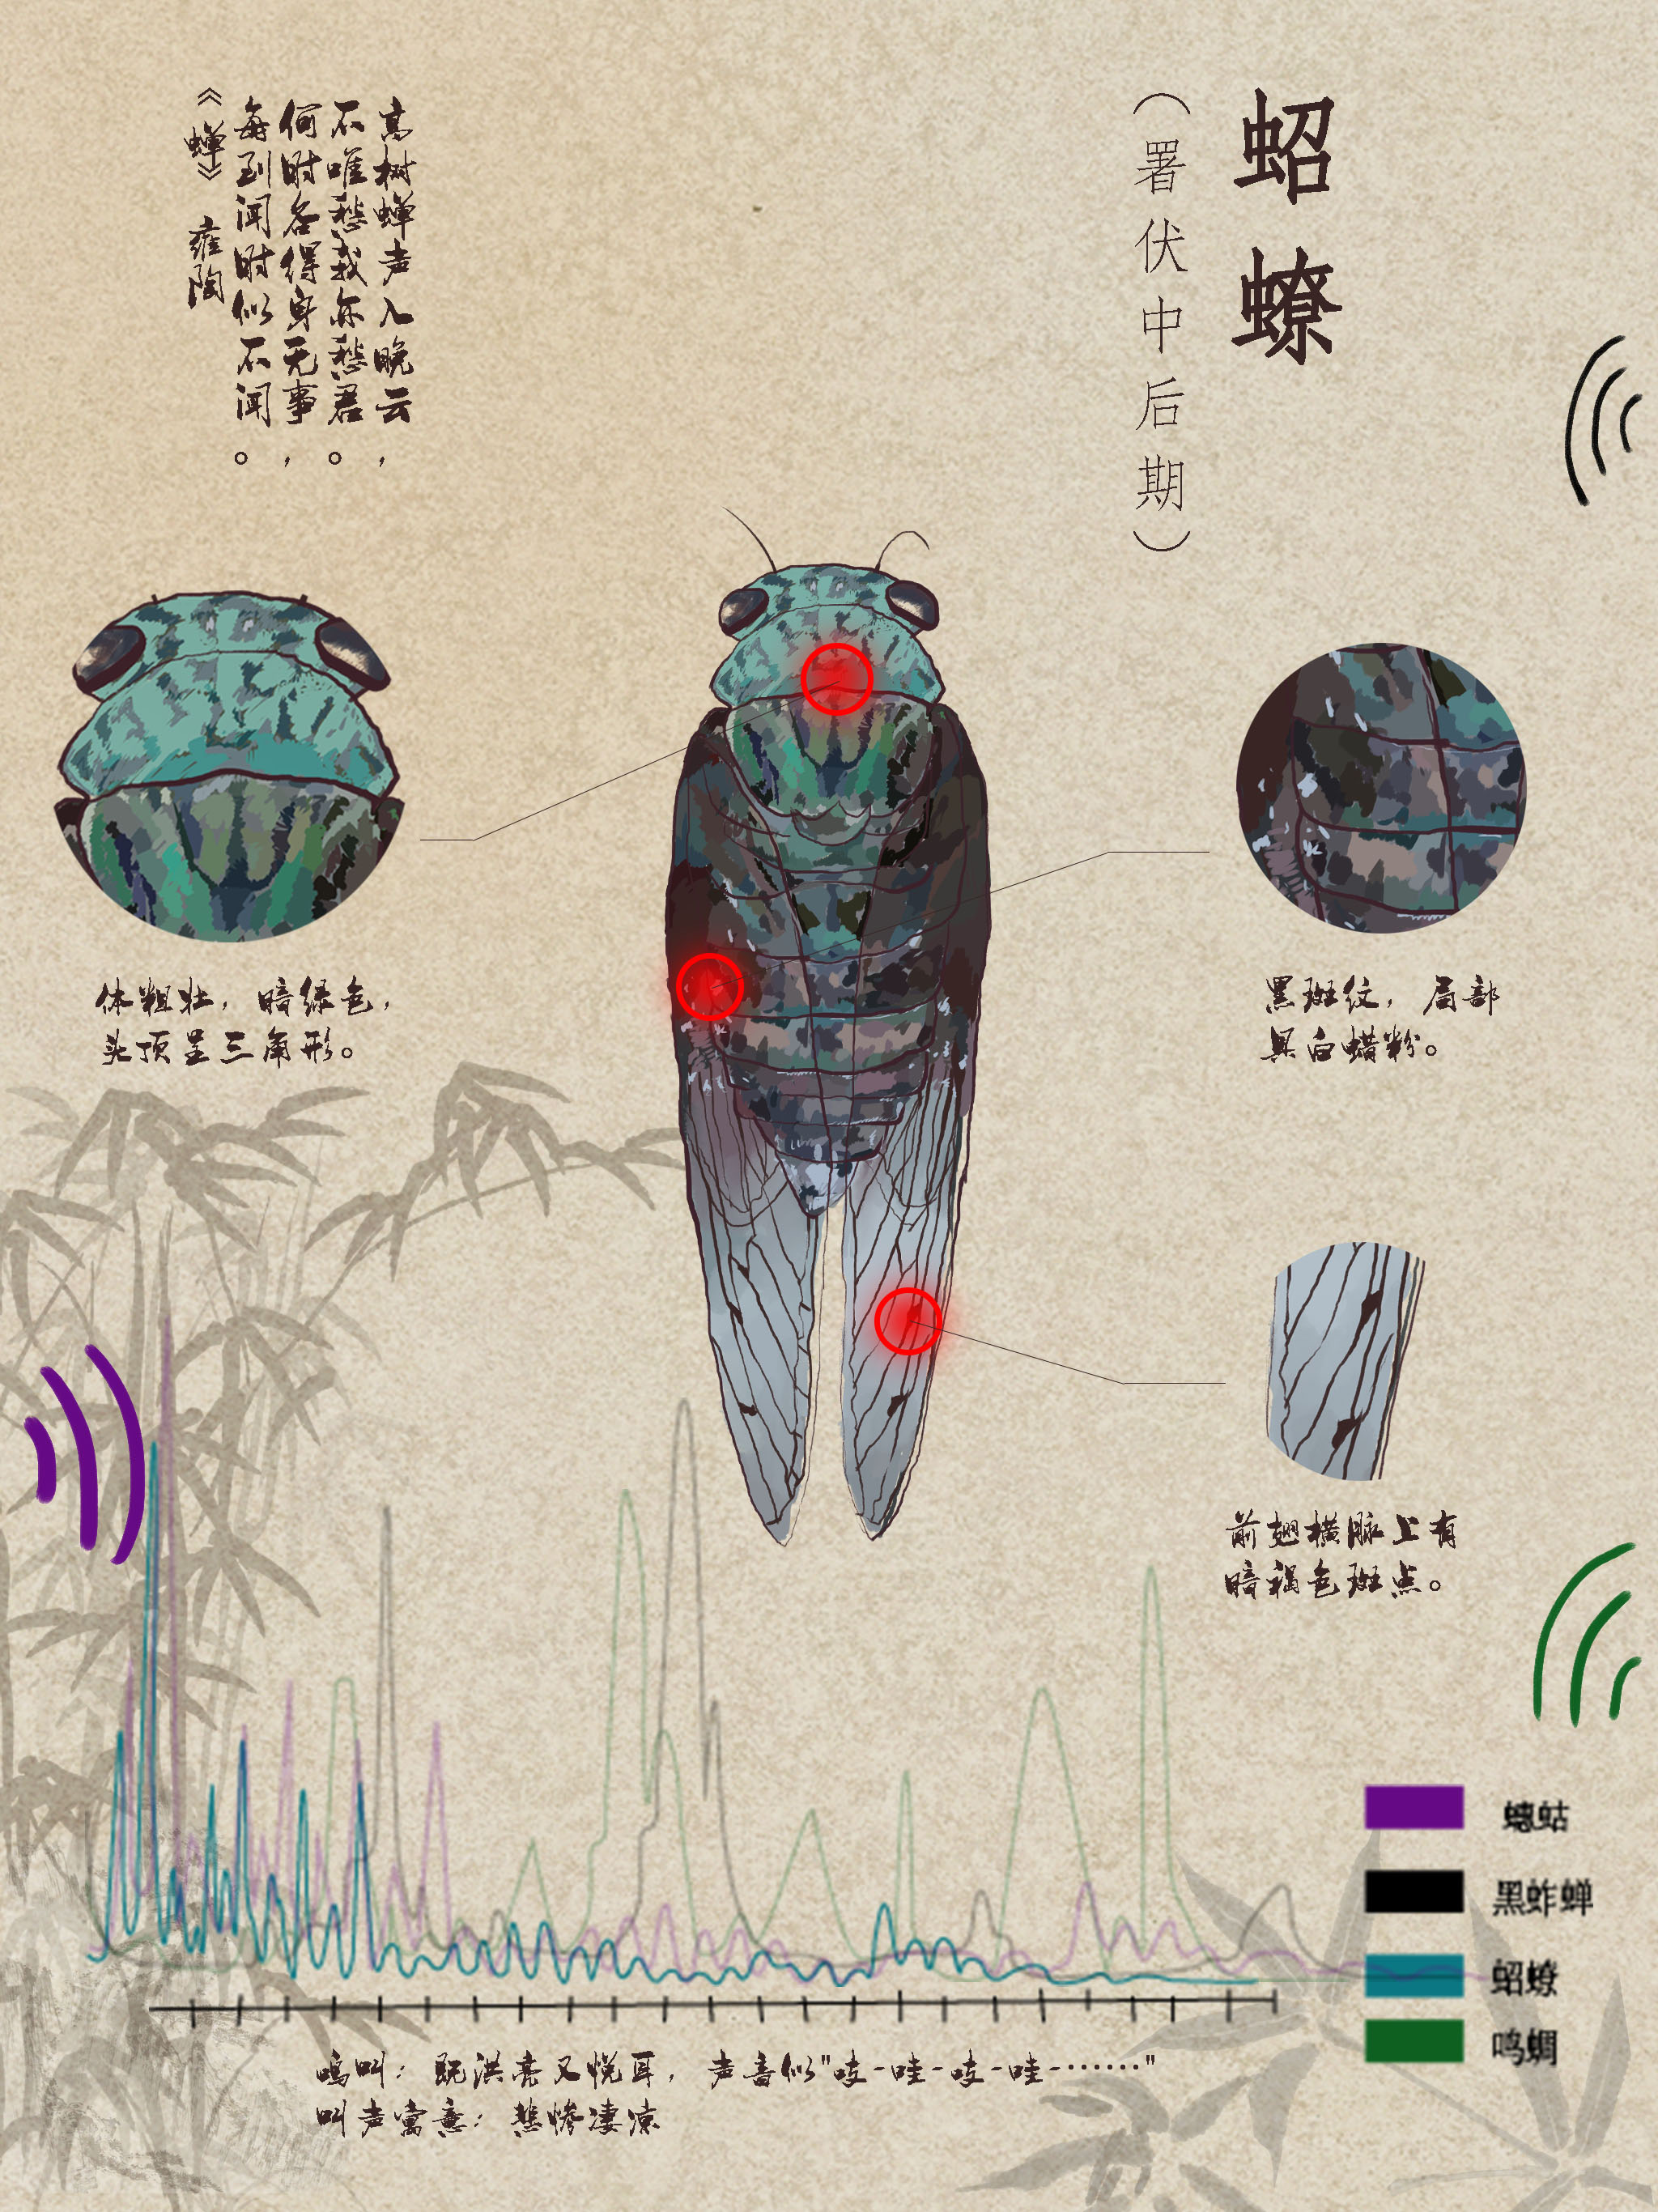 蛁蟟
（署伏中后期）
高树蝉声入晚云，
不唯愁我亦愁君。
何时各得身无事，
每到闻时似不闻。
《蝉》 雍陶
体粗壮，暗绿色，
头顶呈三角形。
黑斑纹，局部
具白蜡粉。
前翅横脉上有
暗褐色斑点。
蟪蛄
黑蚱蝉
蛁蟟
鸣蜩
鸣叫：既洪亮又悦耳，声音似"吱-哇-吱-哇-……"
叫声寓意：悲惨凄凉